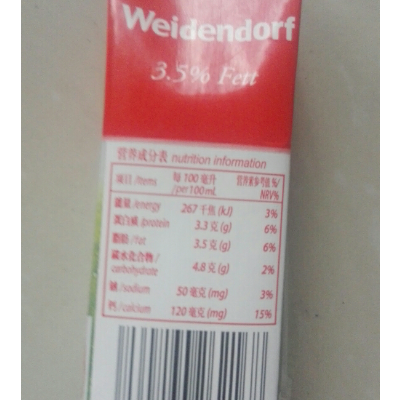 Weidendorf
3.5% Fett
营养成分表 nutrition information
项目/Items 每100毫升/per100mL 营养素参考值%/NRV%
能量/energy 267千焦(kJ) 3%
蛋白质/protein 3.3克(g) 6%
脂肪/Fat 3.5克(g) 6%
碳水化合物/carbohydrate 4.8克(g) 2%
钠/sodium 50毫克(mg) 3%
钙/calcium 120毫克(mg) 15%